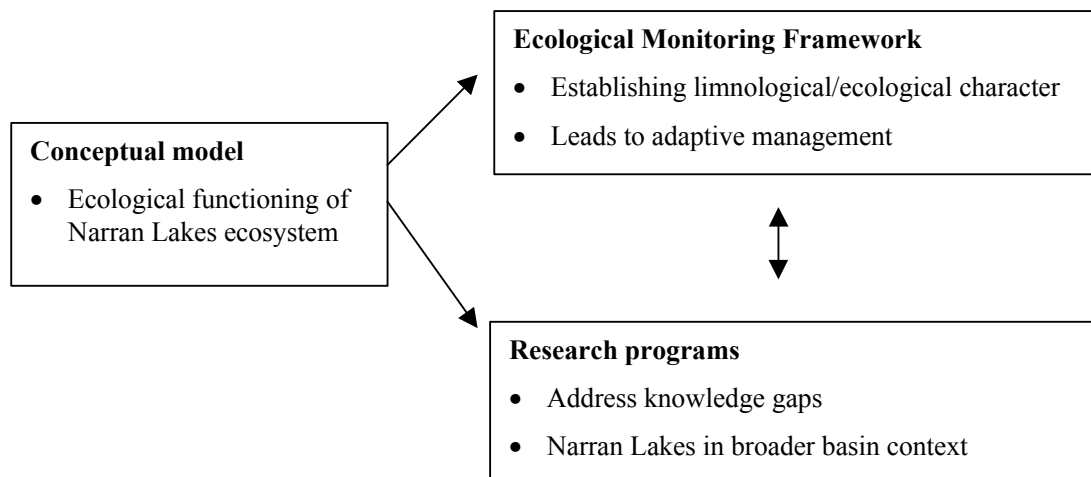 Conceptual model
• Ecological functioning of
Narran Lakes ecosystem
Ecological Monitoring Framework
• Establishing limnological/ecological character
• Leads to adaptive management
Research programs
• Address knowledge gaps
• Narran Lakes in broader basin context